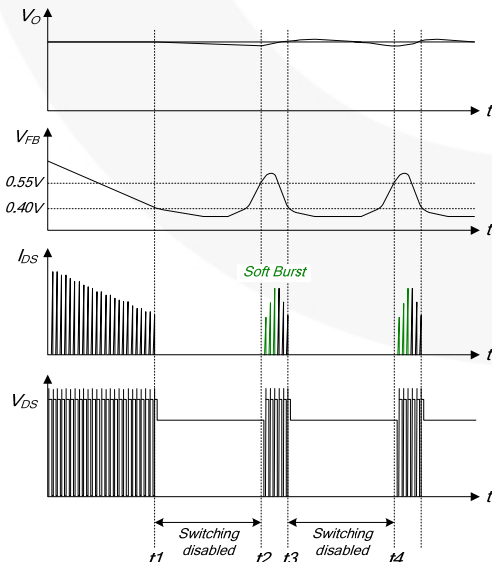 VO
t
VFB
0.55V
0.40V
t
IDS
Soft Burst
t
VDS
t
Switching
disabled
Switching
disabled
t1
t2
t3
t4